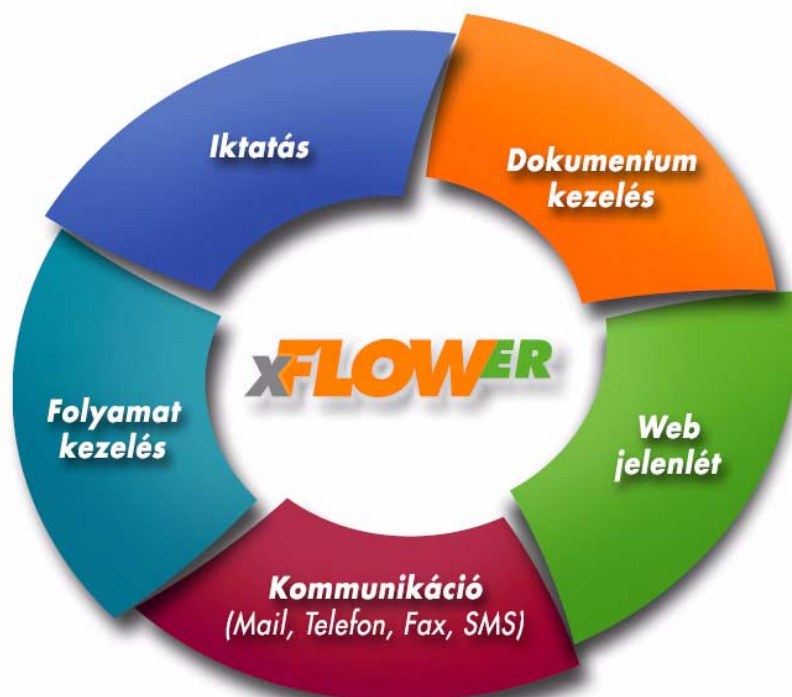 Iktatás
Dokumentum
kezelés
xFLOWER
Folyamat
kezelés
Web
jelenlét
Kommunikáció
(Mail, Telefon, Fax, SMS)